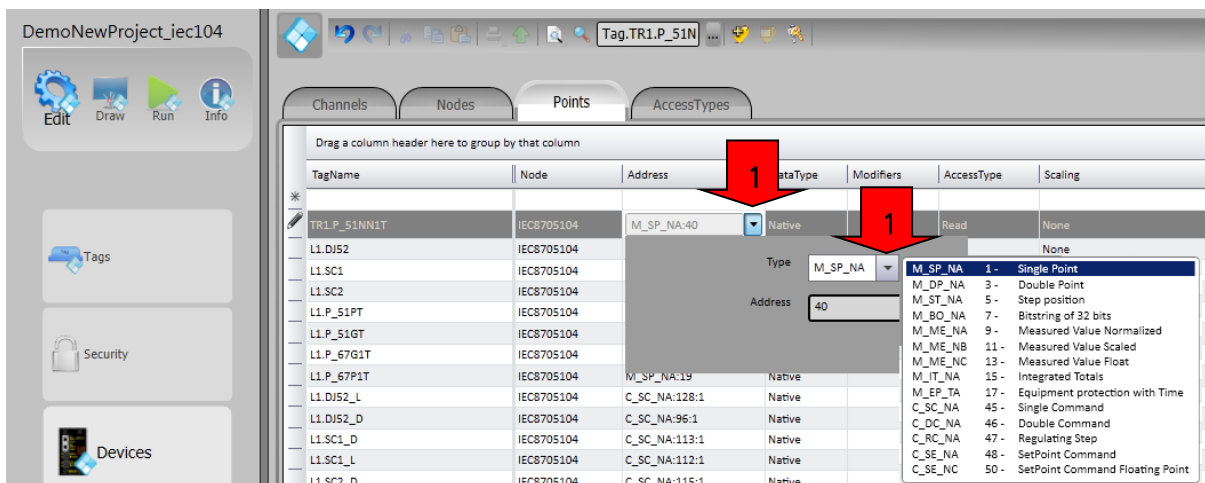 DemoNewProject_iec104
Edit Draw Run Info
Tag.TR1.P_51N ...
Channels Nodes Points AccessTypes
Drag a column header here to group by that column
TagName Node Address ataType Modifiers AccessType Scaling
1
1
TR1.P_51NN1T IEC8705104 M_SP_NA:40 Native Read None
L1.DJ52 IEC8705104 None
L1.SC1 IEC8705104
L1.SC2 IEC8705104
L1.P_51PT IEC8705104
L1.P_51GT IEC8705104
L1.P_67G1T IEC8705104
L1.P_67P1T IEC8705104 M_SP_NA:19 Native
L1.DJ52_L IEC8705104 C_SC_NA:128:1 Native
L1.DJ52_D IEC8705104 C_SC_NA:96:1 Native
L1.SC1_D IEC8705104 C_SC_NA:113:1 Native
L1.SC1_L IEC8705104 C_SC_NA:112:1 Native
L1.SC2_D IEC8705104 C_SC_NA:115:1 Native
Type M_SP_NA
Address 40
M_SP_NA 1 - Single Point
M_DP_NA 3 - Double Point
M_ST_NA 5 - Step position
M_BO_NA 7 - Bitstring of 32 bits
M_ME_NA 9 - Measured Value Normalized
M_ME_NB 11 - Measured Value Scaled
M_ME_NC 13 - Measured Value Float
M_IT_NA 15 - Integrated Totals
M_EP_TA 17 - Equipment protection with Time
C_SC_NA 45 - Single Command
C_DC_NA 46 - Double Command
C_RC_NA 47 - Regulating Step
C_SE_NA 48 - SetPoint Command
C_SE_NC 50 - SetPoint Command Floating Point
Tags
Security
Devices